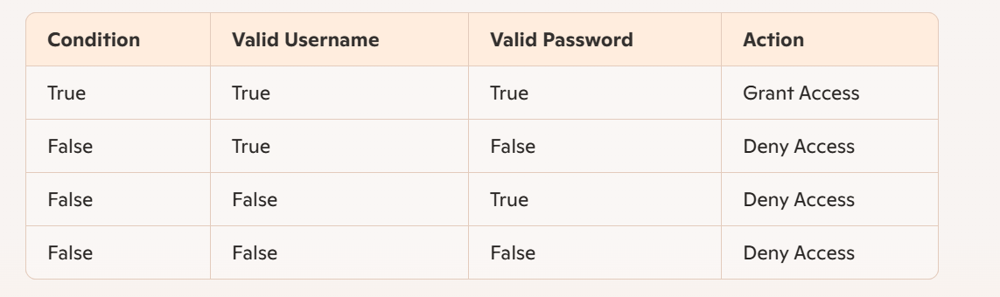 Condition Valid Username Valid Password Action
True True True Grant Access
False True False Deny Access
False False True Deny Access
False False False Deny Access